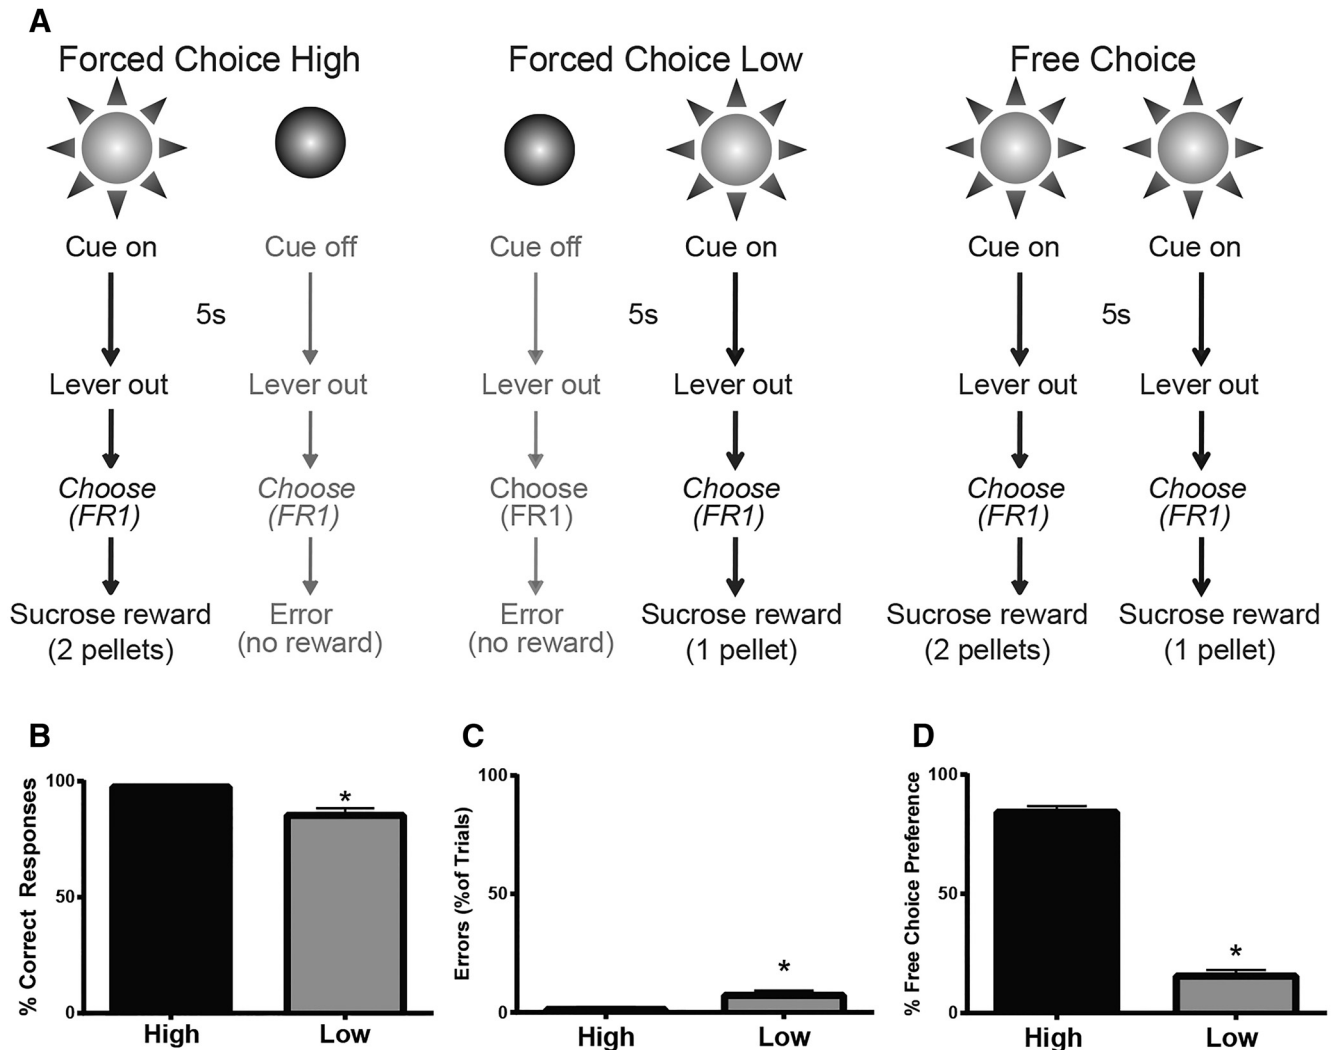 A
Forced Choice High
Forced Choice Low
Free Choice
Cue on
Cue off
Cue off
Cue on
Cue on
Cue on
5s
5s
5s
Lever out
Lever out
Lever out
Lever out
Lever out
Lever out
Choose
(FR1)
Choose
(FR1)
Choose
(FR1)
Choose
(FR1)
Choose
(FR1)
Choose
(FR1)
Sucrose reward
(2 pellets)
Error
(no reward)
Error
(no reward)
Sucrose reward
(1 pellet)
Sucrose reward
(2 pellets)
Sucrose reward
(1 pellet)
B
% Correct Responses
100
50
0
*
High
Low
C
Errors (%of Trials)
100
50
0
*
High
Low
D
% Free Choice Preference
100
50
0
*
High
Low